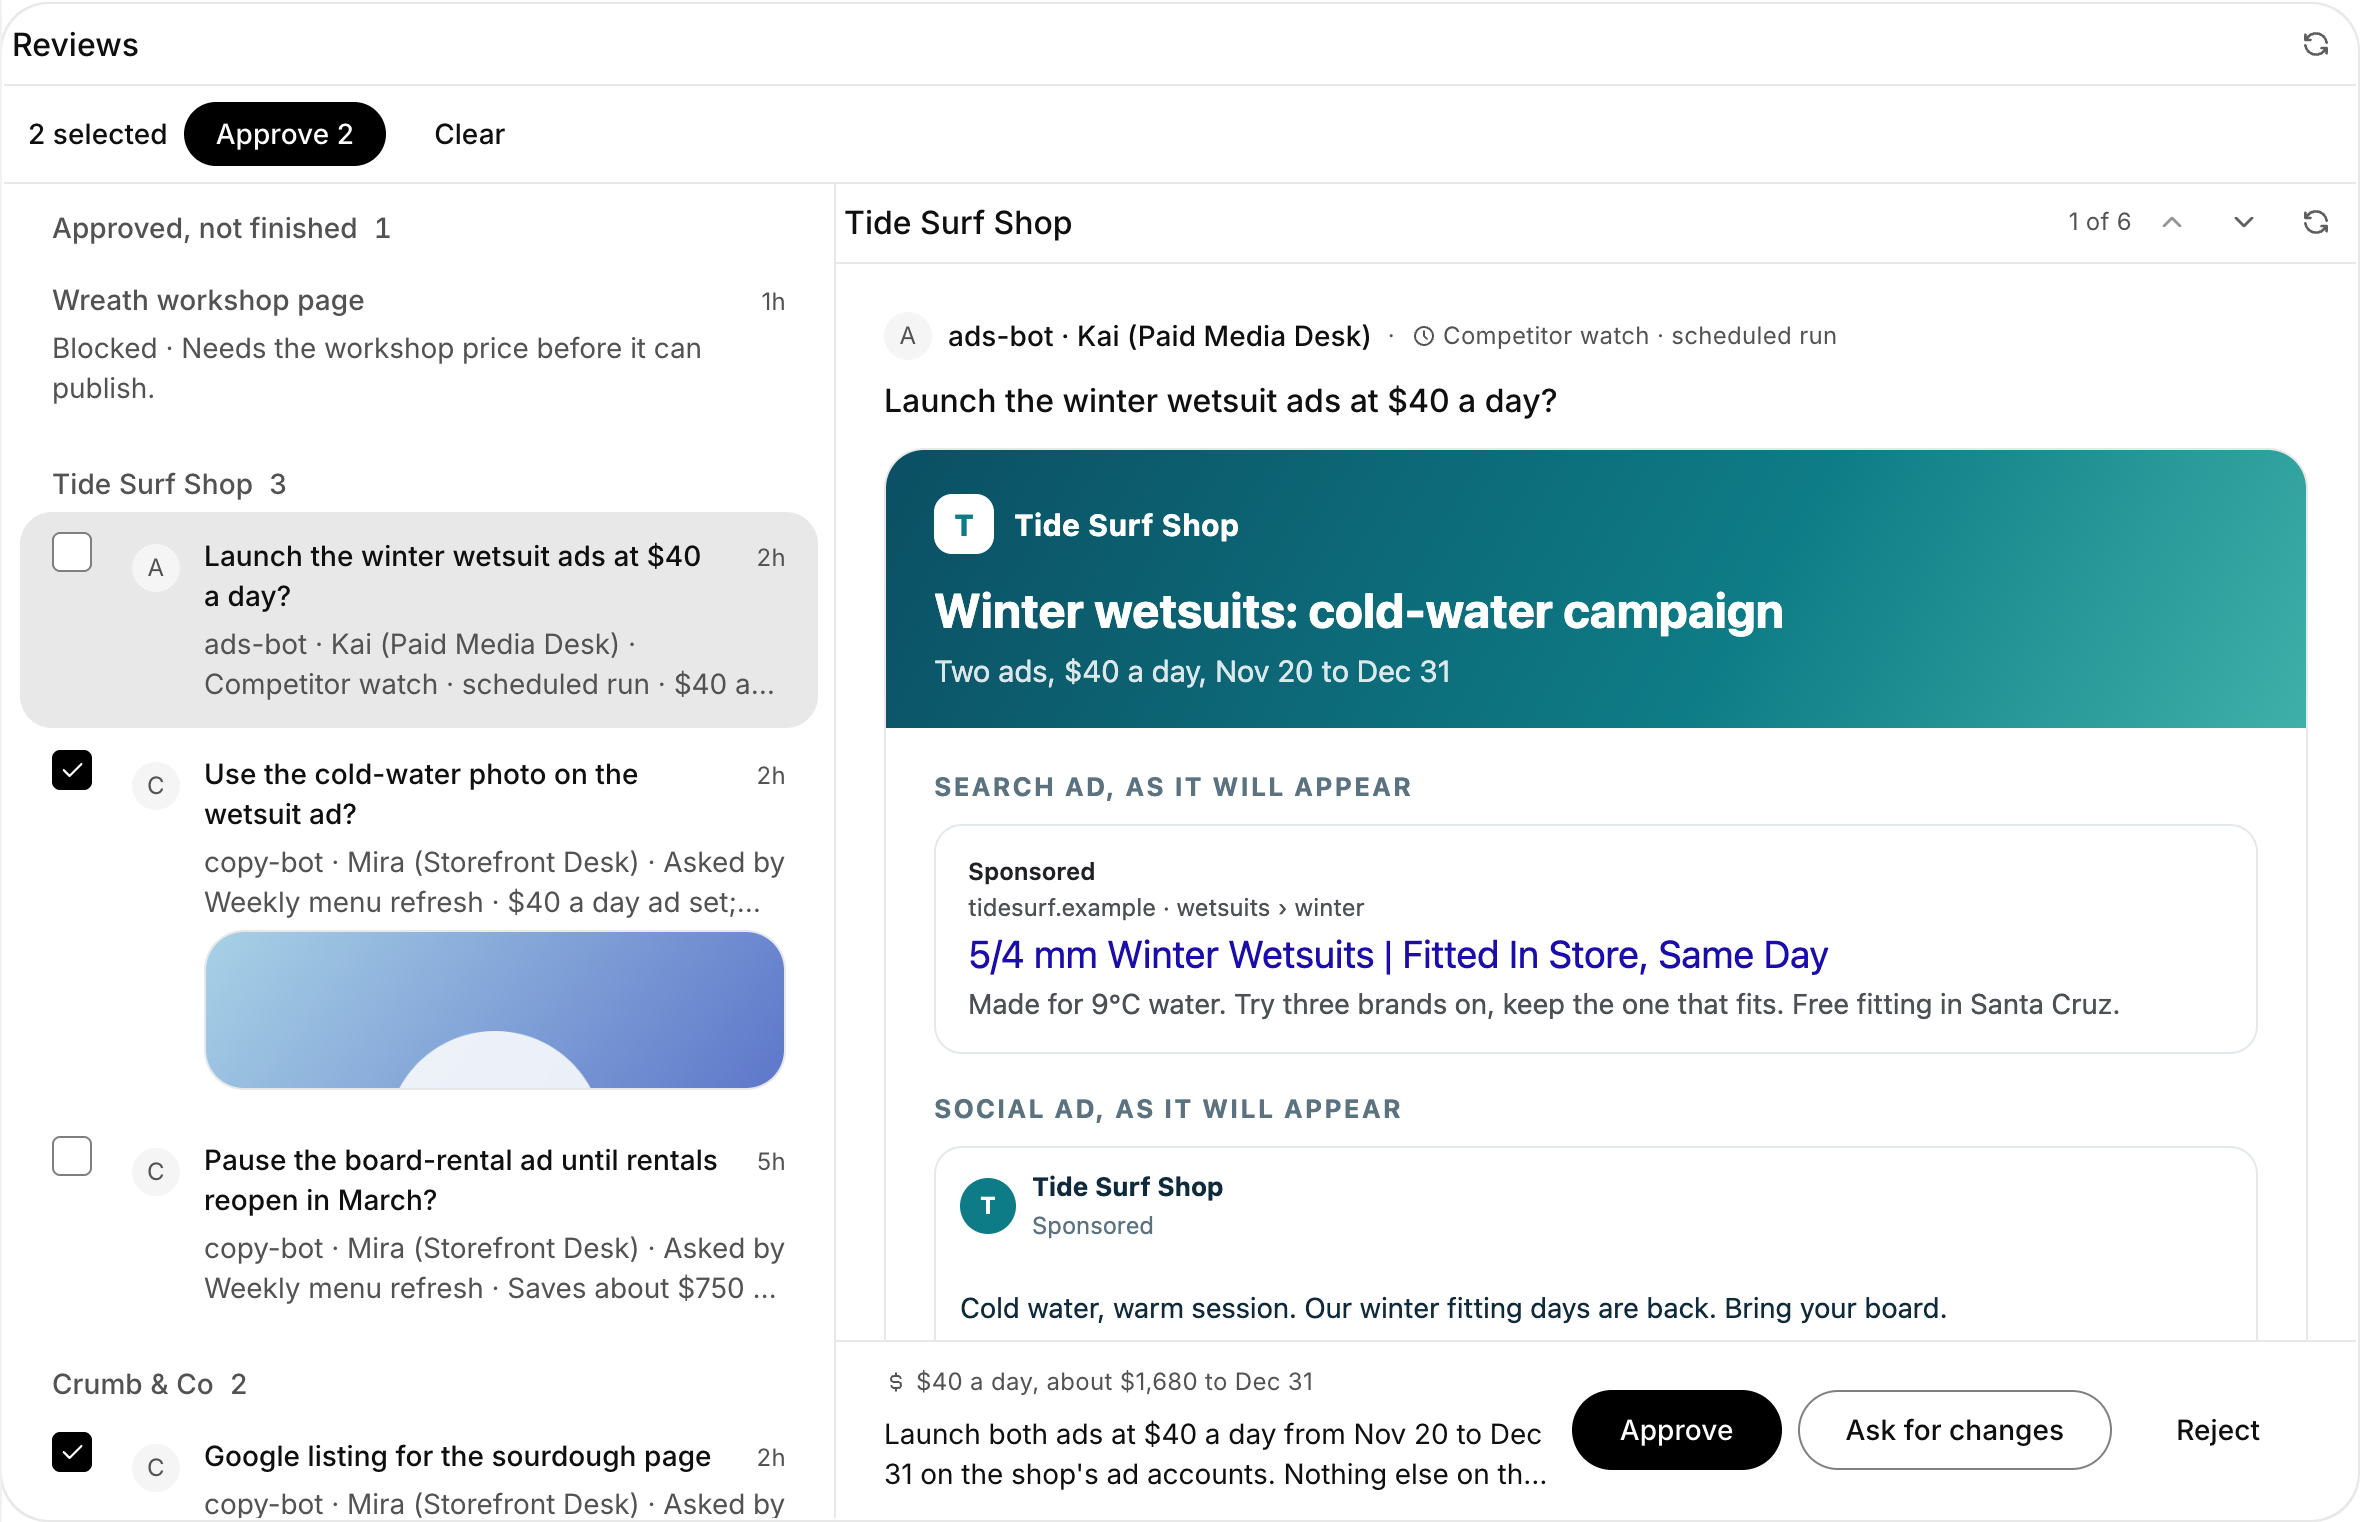 Reviews
2 selected
Approve 2
Clear
Approved, not finished 1
Wreath workshop page
1h
Blocked · Needs the workshop price before it can
publish.
Tide Surf Shop 3
A
Launch the winter wetsuit ads at $40
a day?
2h
ads-bot · Kai (Paid Media Desk) ·
Competitor watch · scheduled run · $40 a...
C
Use the cold-water photo on the
wetsuit ad?
2h
copy-bot · Mira (Storefront Desk) · Asked by
Weekly menu refresh · $40 a day ad set;...
C
Pause the board-rental ad until rentals
reopen in March?
5h
copy-bot · Mira (Storefront Desk) · Asked by
Weekly menu refresh · Saves about $750 ...
Crumb & Co 2
C
Google listing for the sourdough page
2h
copy-bot · Mira (Storefront Desk) · Asked by
Tide Surf Shop
1 of 6
A
ads-bot · Kai (Paid Media Desk) · Competitor watch · scheduled run
Launch the winter wetsuit ads at $40 a day?
T
Tide Surf Shop
Winter wetsuits: cold-water campaign
Two ads, $40 a day, Nov 20 to Dec 31
SEARCH AD, AS IT WILL APPEAR
Sponsored
tidesurf.example · wetsuits › winter
5/4 mm Winter Wetsuits | Fitted In Store, Same Day
Made for 9°C water. Try three brands on, keep the one that fits. Free fitting in Santa Cruz.
SOCIAL AD, AS IT WILL APPEAR
T
Tide Surf Shop
Sponsored
Cold water, warm session. Our winter fitting days are back. Bring your board.
$ $40 a day, about $1,680 to Dec 31
Launch both ads at $40 a day from Nov 20 to Dec
31 on the shop's ad accounts. Nothing else on th...
Approve
Ask for changes
Reject